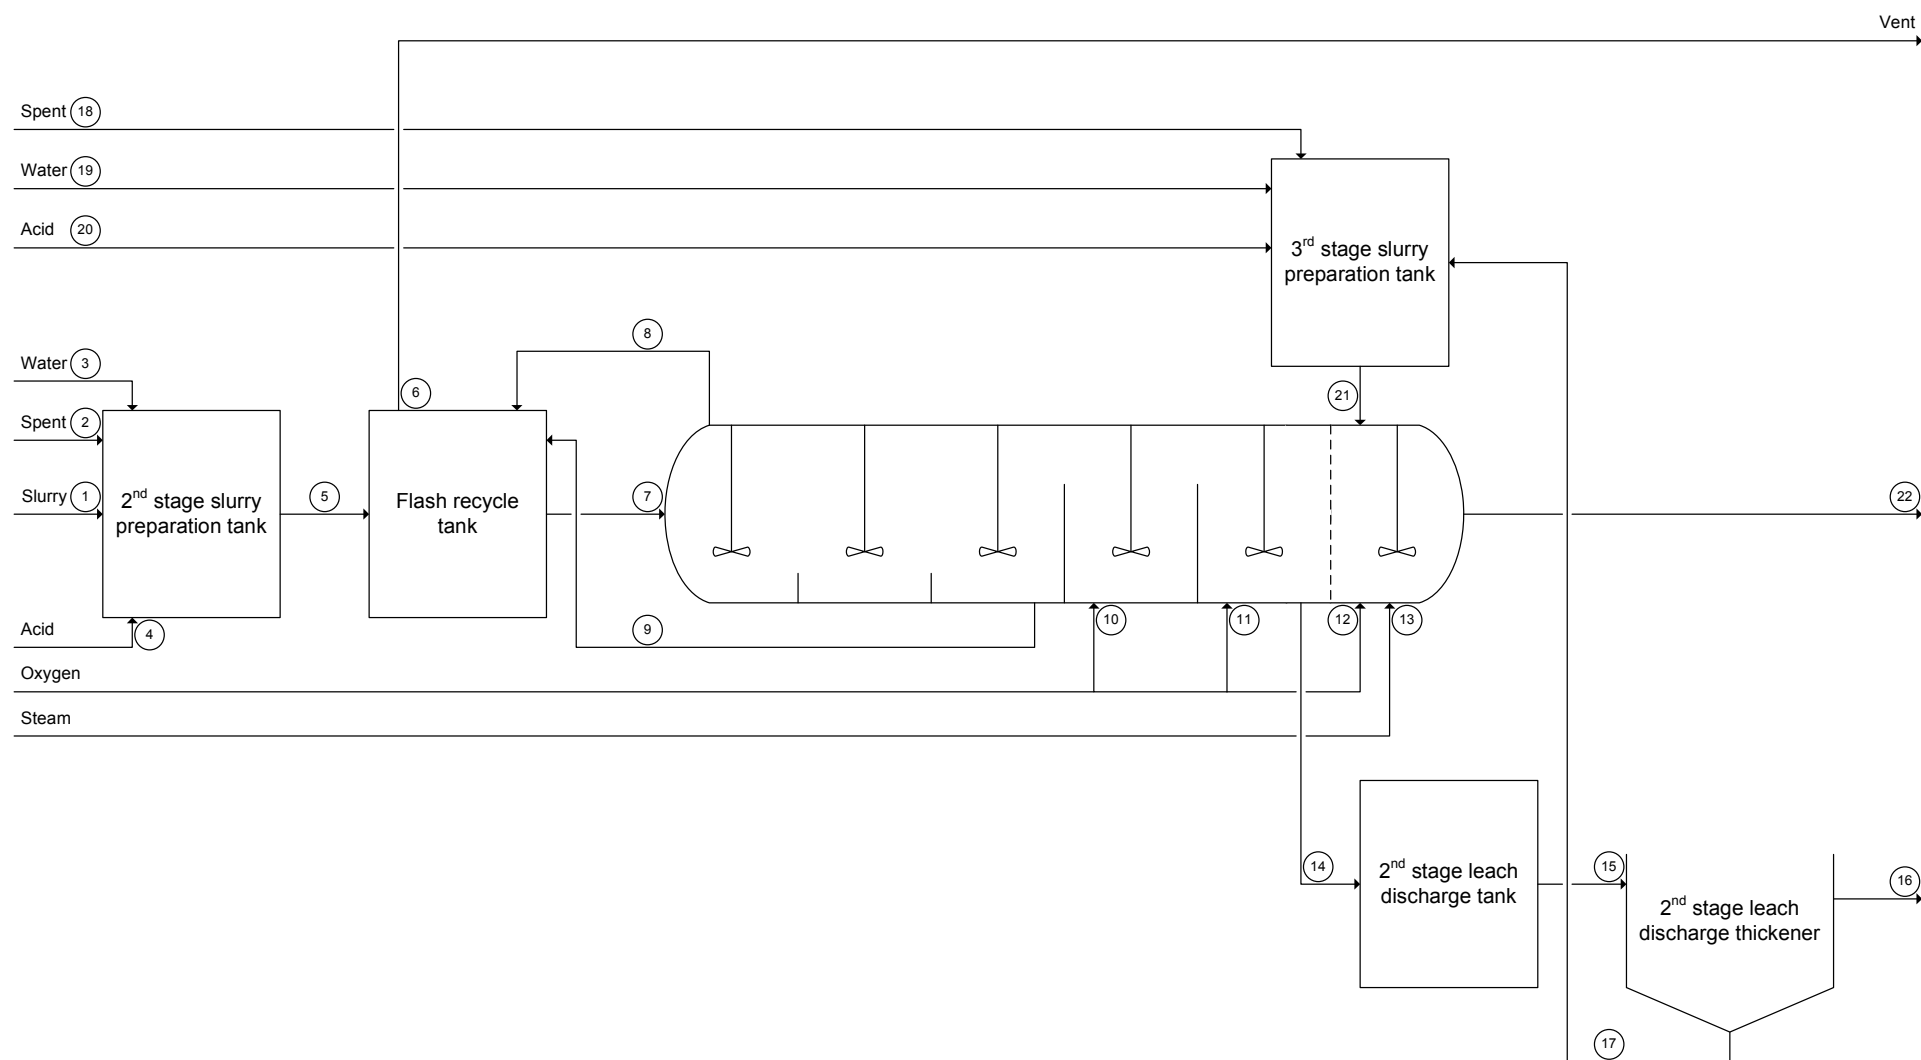 Vent
Spent 18
Water 19
Acid 20
3rd stage slurry
preparation tank
8
Water 3
6
21
Spent 2
Slurry 1
2nd stage slurry
preparation tank
5
Flash recycle
tank
7
22
Acid
4
9
10
11
12
13
Oxygen
Steam
14
2nd stage leach
discharge tank
15
16
2nd stage leach
discharge thickener
17